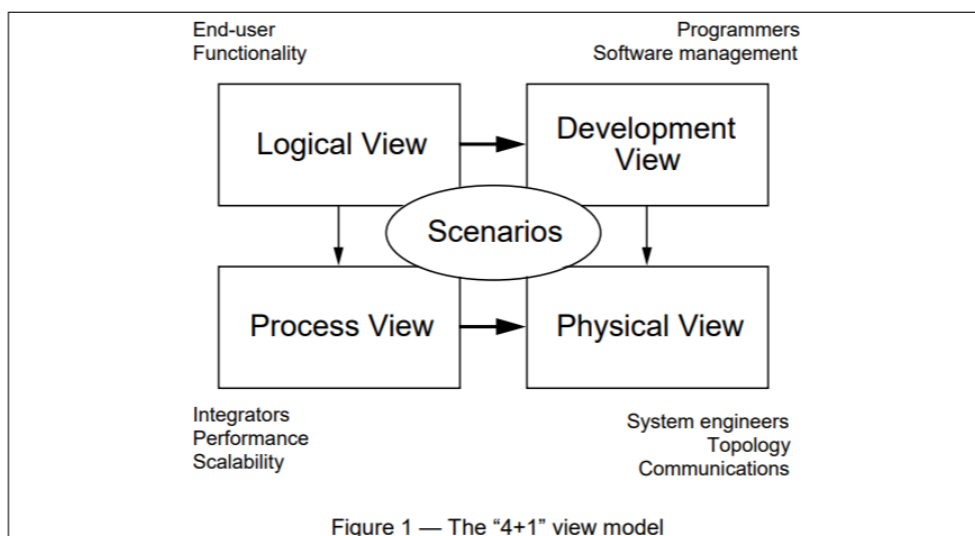 End-user
Functionality
Programmers
Software management
Logical View
Development
View
Scenarios
Process View
Physical View
Integrators
Performance
Scalability
System engineers
Topology
Communications
Figure 1 — The “4+1” view model